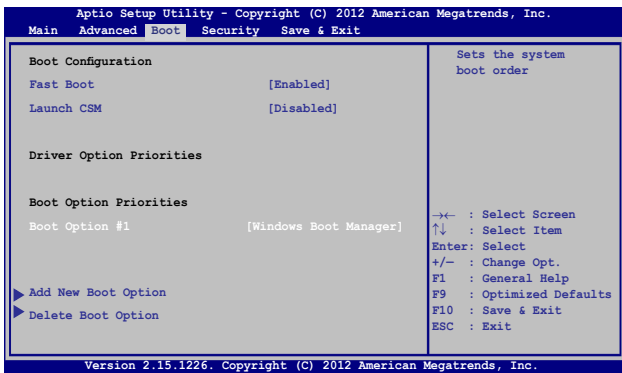 Aptio Setup Utility - Copyright (C) 2012 American Megatrends, Inc.
Main Advanced Boot Security Save & Exit
Boot Configuration
Fast Boot [Enabled]
Launch CSM [Disabled]
Driver Option Priorities
Boot Option Priorities
Boot Option #1 [Windows Boot Manager]
Add New Boot Option
Delete Boot Option
Sets the system
boot order
→← : Select Screen
↑↓ : Select Item
Enter: Select
+/— : Change Opt.
F1 : General Help
F9 : Optimized Defaults
F10 : Save & Exit
ESC : Exit
Version 2.15.1226. Copyright (C) 2012 American Megatrends, Inc.